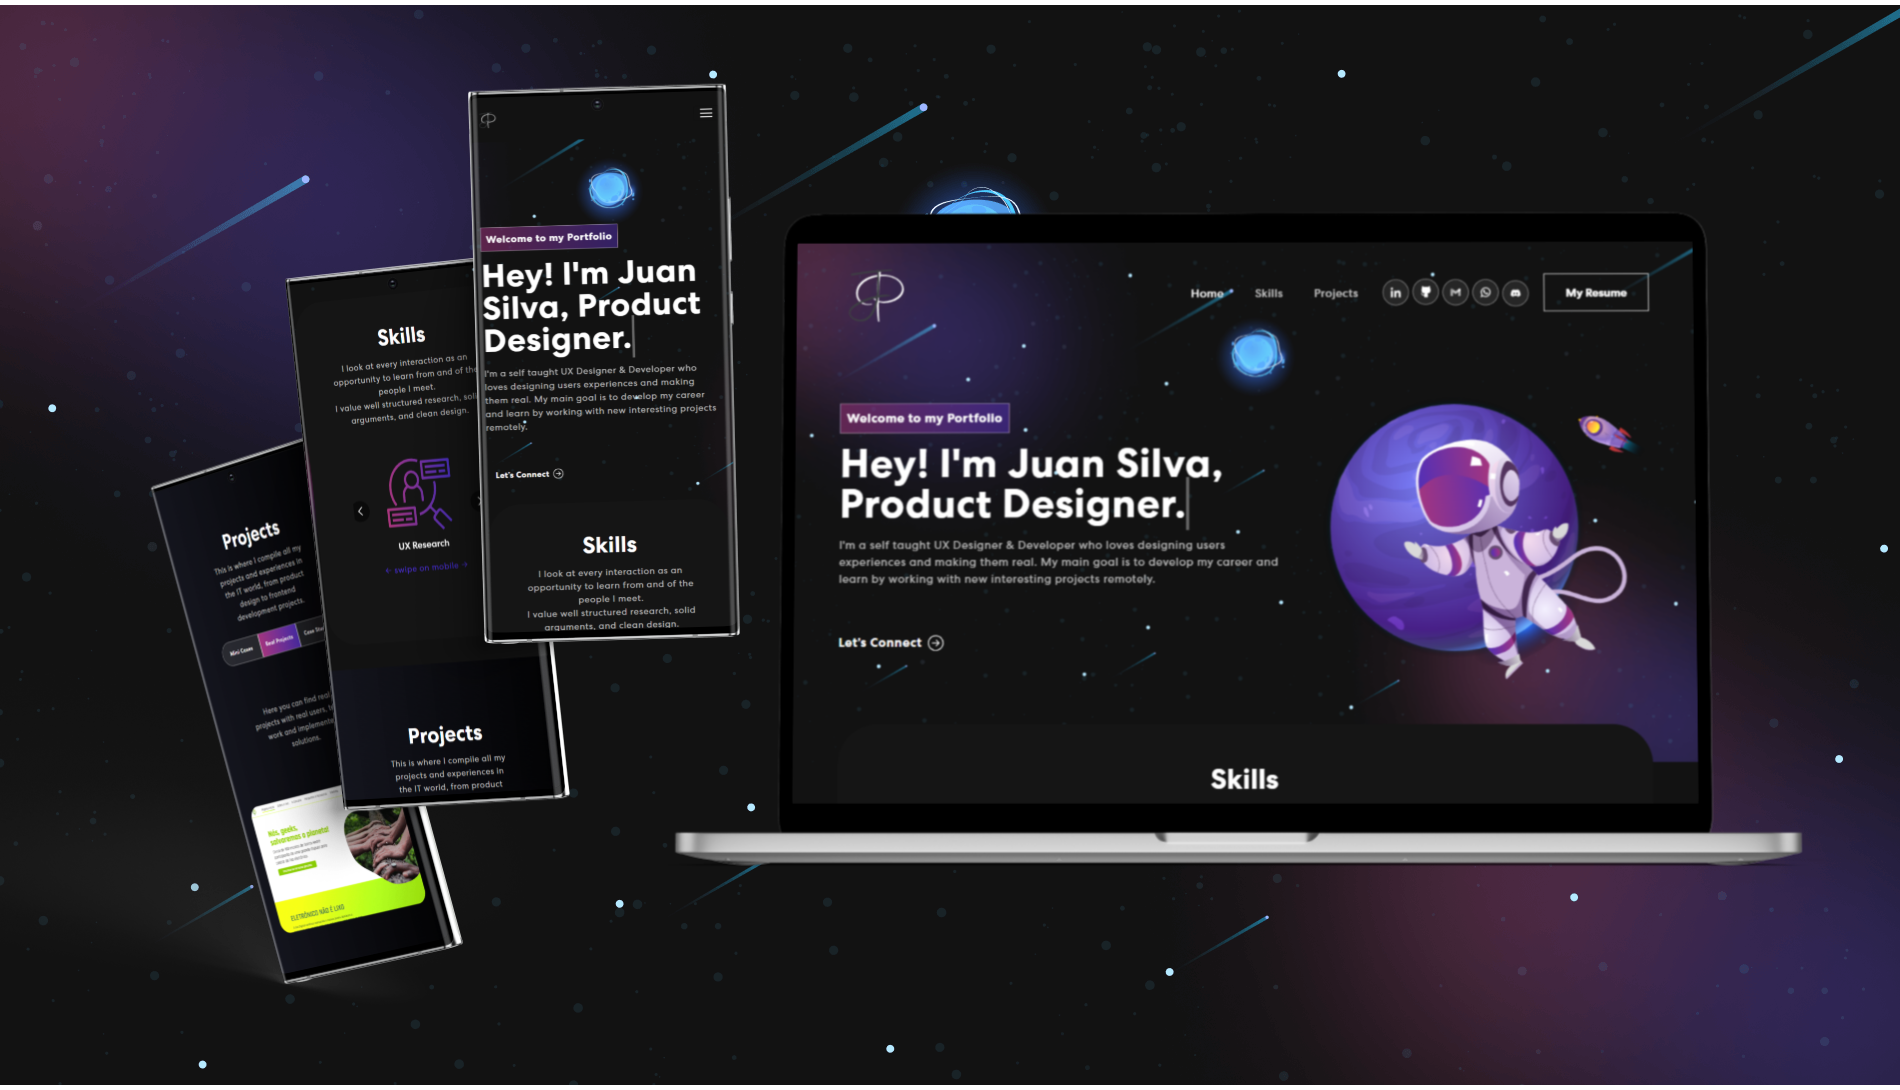 Welcome to my Portfolio
Hey! I'm Juan
Silva, Product
Designer.
I'm a self taught UX Designer & Developer who
loves designing users experiences and making
them real. My main goal is to develop my career
and learn by working with new interesting projects
remotely.
Let's Connect
Skills
I look at every interaction as an
opportunity to learn from and of the
people I meet.
I value well structured research, solid
arguments, and clean design.
Skills
I look at every interaction as an
opportunity to learn from and of the
people I meet.
I value well structured research, soli
arguments, and clean design.
UX Research
← swipe on mobile →
Projects
This is where I compile all my
projects and experiences in
the IT world, from product
Projects
This is where I compile all my
projects and experiences in
the IT world, from product
design to frontend
development projects.
Mini Cases Real Projects Case Stu
Here you can find real
projects with real users,
work and implemente
solutions.
Nós, geeks,
salvaremos o planeta!
ELETRÔNICO NÃO É LIXO
Home Skills Projects in My Resume
Welcome to my Portfolio
Hey! I'm Juan Silva,
Product Designer.
I'm a self taught UX Designer & Developer who loves designing users
experiences and making them real. My main goal is to develop my career and
learn by working with new interesting projects remotely.
Let's Connect
Skills